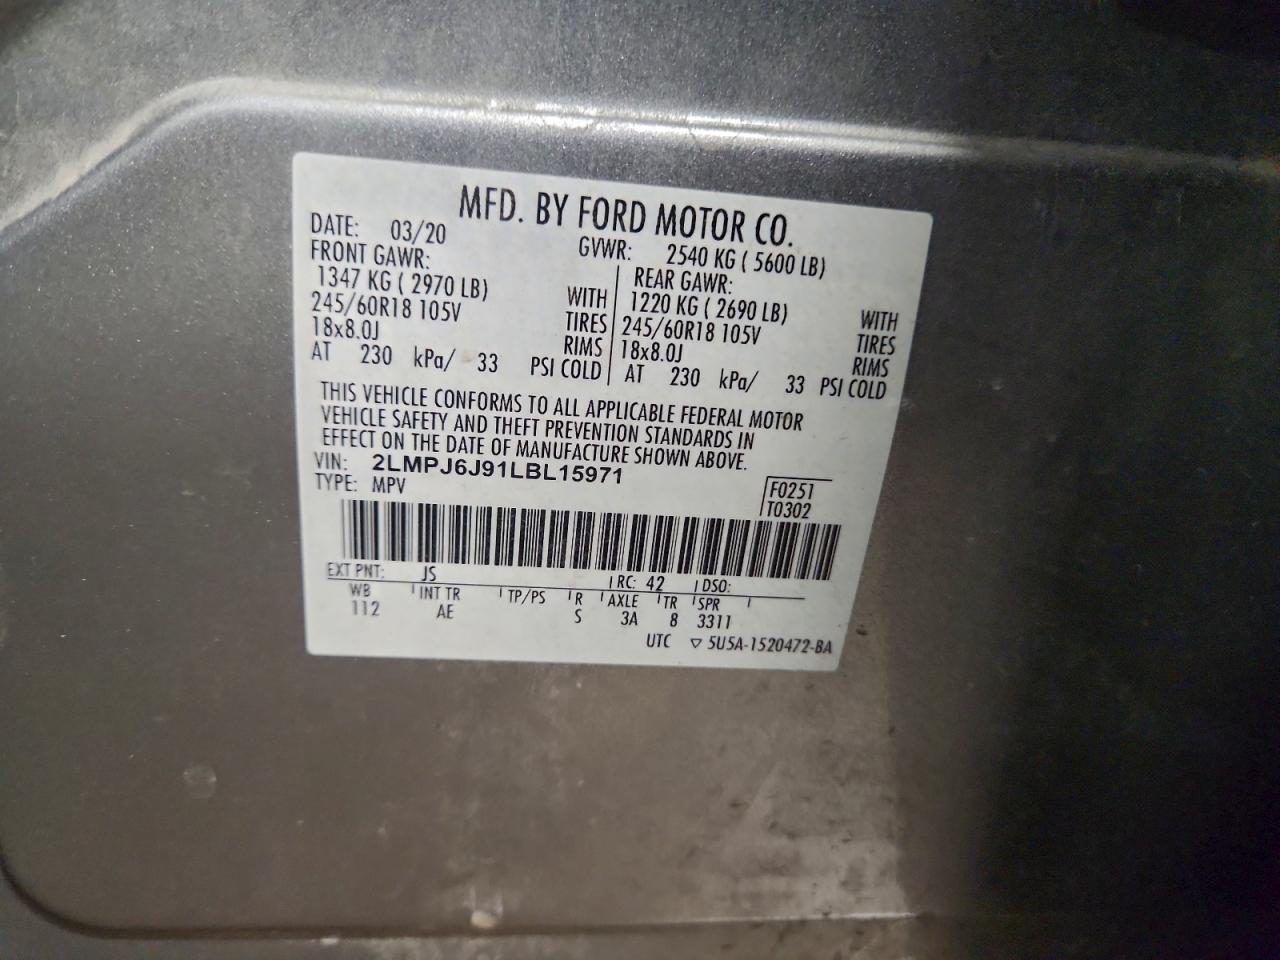 MFD. BY FORD MOTOR CO.
DATE: 03/20 GVWR: 2540 KG ( 5600 LB)
FRONT GAWR: REAR GAWR:
1347 KG ( 2970 LB) WITH 1220 KG ( 2690 LB) WITH
245/60R18 105V TIRES 245/60R18 105V TIRES
18x8.0J RIMS 18x8.0J RIMS
AT 230 kPa/ 33 PSI COLD AT 230 kPa/ 33 PSI COLD
THIS VEHICLE CONFORMS TO ALL APPLICABLE FEDERAL MOTOR
VEHICLE SAFETY AND THEFT PREVENTION STANDARDS IN
EFFECT ON THE DATE OF MANUFACTURE SHOWN ABOVE.
VIN: 2LMPJ6J91LBL15971
TYPE: MPV F0251
T0302
EXT PNT: JS RC: 42 DSO:
WB INT TR TP/PS R AXLE TR SPR
112 AE S 3A 8 3311
UTC ▽ 5U5A-1520472-BA